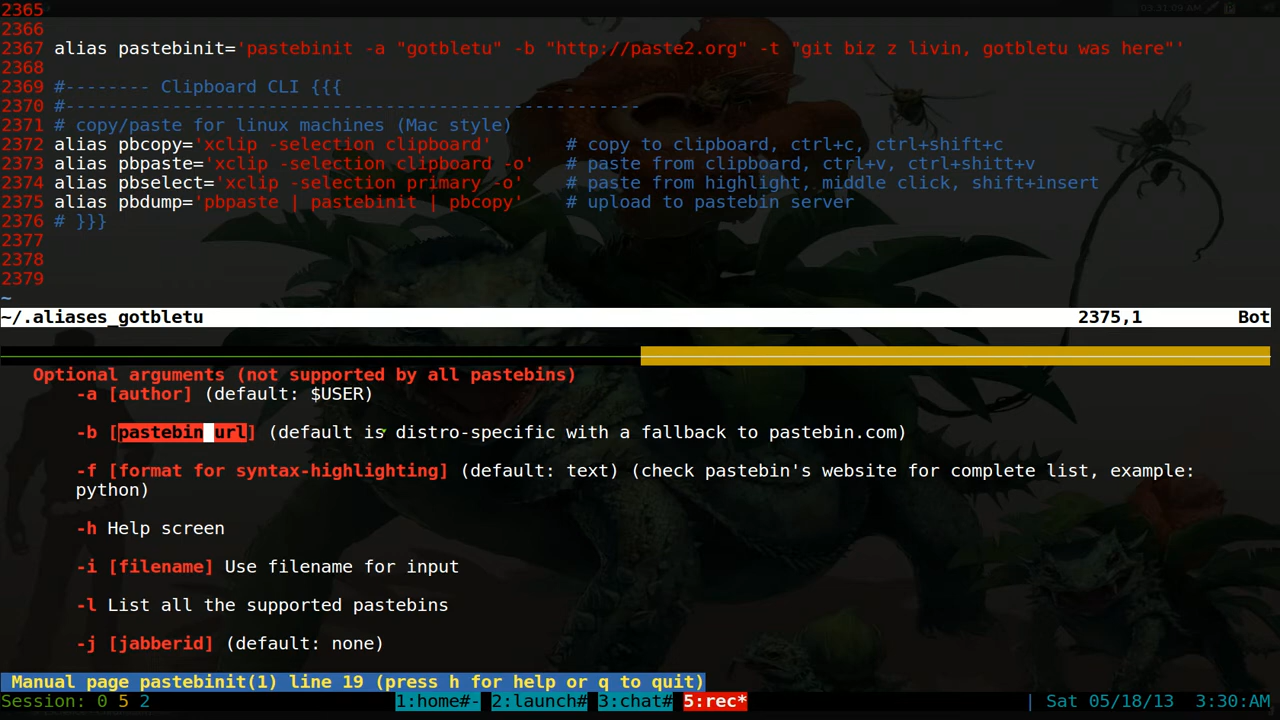 2365
2366
2367 alias pastebinit='pastebinit -a "gotbletu" -b "http://paste2.org" -t "git biz z livin, gotbletu was here"'
2368
2369 #-------- Clipboard CLI {{{
2370 #------------------------------------------------------
2371 # copy/paste for linux machines (Mac style)
2372 alias pbcopy='xclip -selection clipboard'       # copy to clipboard, ctrl+c, ctrl+shift+c
2373 alias pbpaste='xclip -selection clipboard -o'   # paste from clipboard, ctrl+v, ctrl+shitt+v
2374 alias pbselect='xclip -selection primary -o'    # paste from highlight, middle click, shift+insert
2375 alias pbdump='pbpaste | pastebinit | pbcopy'    # upload to pastebin server
2376 # }}}
2377
2378
2379
~
~/.aliases_gotbletu 2375,1 Bot
Optional arguments (not supported by all pastebins)
-a [author] (default: $USER)
-b [pastebin url] (default is distro-specific with a fallback to pastebin.com)
-f [format for syntax-highlighting] (default: text) (check pastebin's website for complete list, example:
python)
-h Help screen
-i [filename] Use filename for input
-l List all the supported pastebins
-j [jabberid] (default: none)
Manual page pastebinit(1) line 19 (press h for help or q to quit)
Session: 0 5 2 1:home#- 2:launch# 3:chat# 5:rec* | Sat 05/18/13 3:30AM